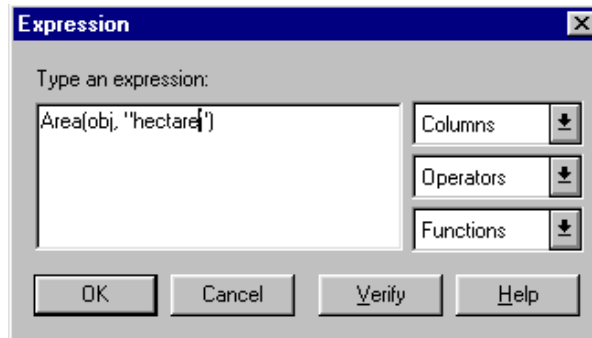 Expression
Type an expression:
Area(obj, "hectare")
Columns
Operators
Functions
OK
Cancel
Verify
Help